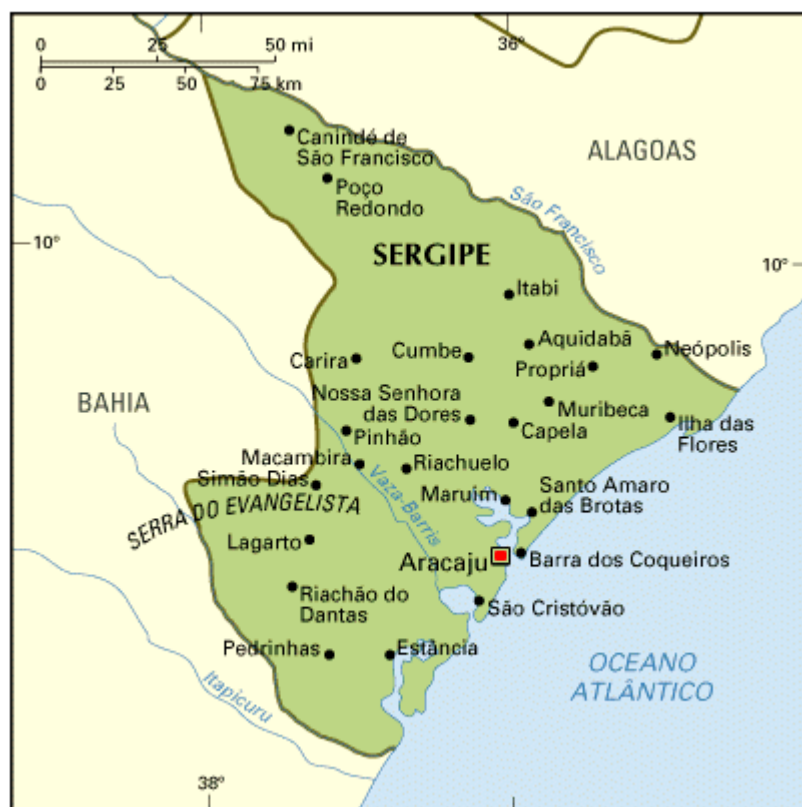 0 25 50 mi
0 25 50 75 km
36°
Canindé de
São Francisco
ALAGOAS
Poço
Redondo
São Francisco
10°
SERGIPE
10°
Itabi
Aquidabã
Neópolis
Carira
Cumbe
Propriá
BAHIA
Nossa Senhora
das Dores
Muribeca
Ilha das
Flores
Pinhão
Capela
Macambira
Riachuelo
Simão Dias
Maruím
Santo Amaro
das Brotas
SERRA DO EVANGELISTA
Vaza-Barris
Lagarto
Aracaju
Barra dos Coqueiros
Riachão do
Dantas
São Cristóvão
Pedrinhas
Estância
OCEANO
ATLÂNTICO
Itapicuru
38°